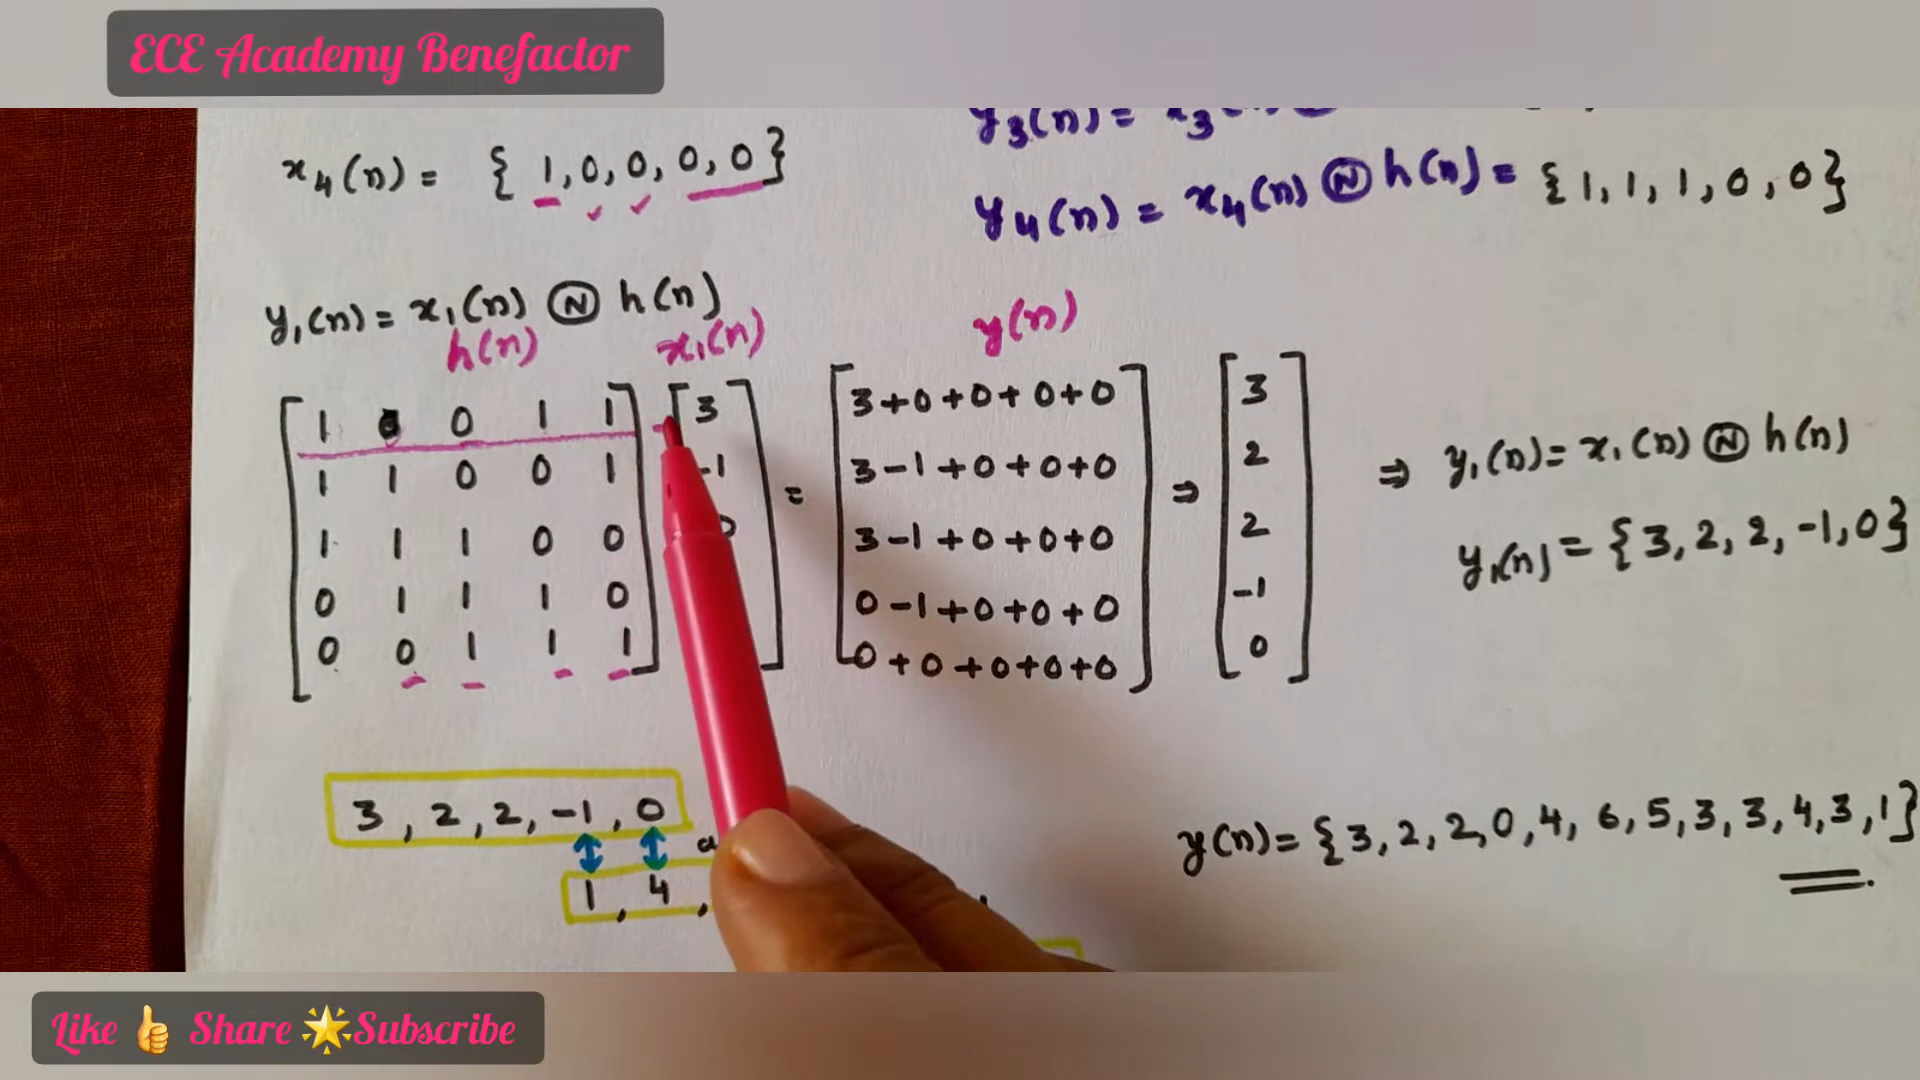 ECE Academy Benefactor
x4(n) = { 1, 0, 0, 0, 0 }
y3(n) = x3
y4(n) = x4(n) Ⓝ h(n) = { 1, 1, 1, 0, 0 }
y1(n) = x1(n) Ⓝ h(n)
h(n) x1(n) y(n)
1 0 0 1 1 3 3+0+0+0+0 3
1 1 0 0 1 -1 = 3-1+0+0+0 ⇒ 2 ⇒ y1(n) = x1(n) Ⓝ h(n)
1 1 1 0 0 0 3-1+0+0+0 2 y1(n) = { 3, 2, 2, -1, 0 }
0 1 1 1 0 0-1+0+0+0 -1
0 0 1 1 1 0+0+0+0+0 0
3, 2, 2, -1, 0
1, 4,
y(n) = { 3, 2, 2, 0, 4, 6, 5, 3, 3, 4, 3, 1 }
Like 👍 Share 🌟Subscribe